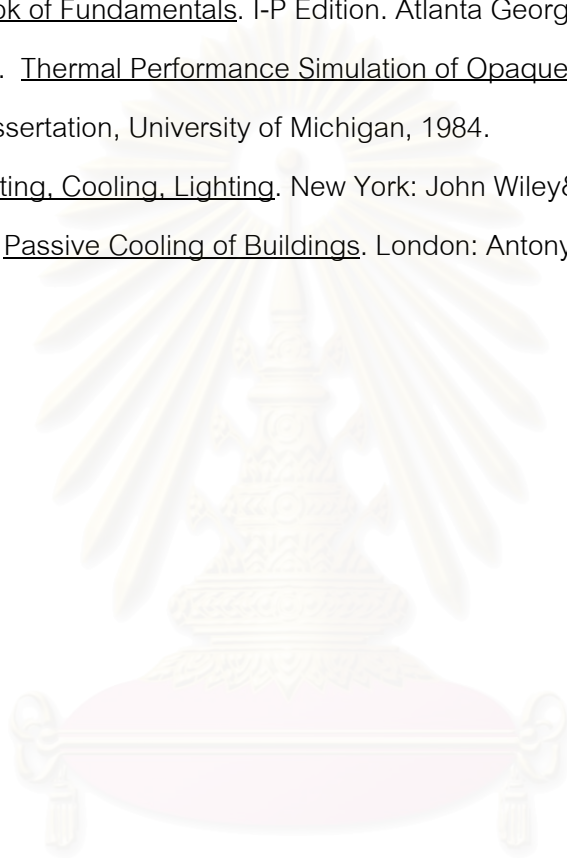 ok of Fundamentals. I-P Edition. Atlanta Georg
. Thermal Performance Simulation of Opaque
ssertation, University of Michigan, 1984.
ting, Cooling, Lighting. New York: John Wiley&
Passive Cooling of Buildings. London: Antony